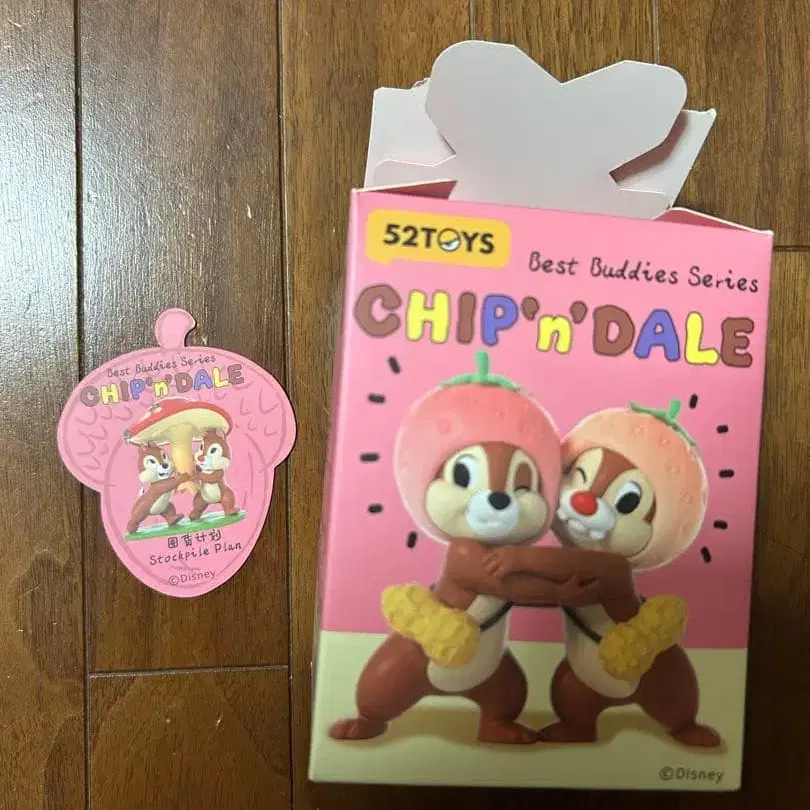 Best Buddies Series
CHIP'n'DALE
囤货计划
Stockpile Plan
©Disney
52TOYS
Best Buddies Series
CHIP'n'DALE
©Disney